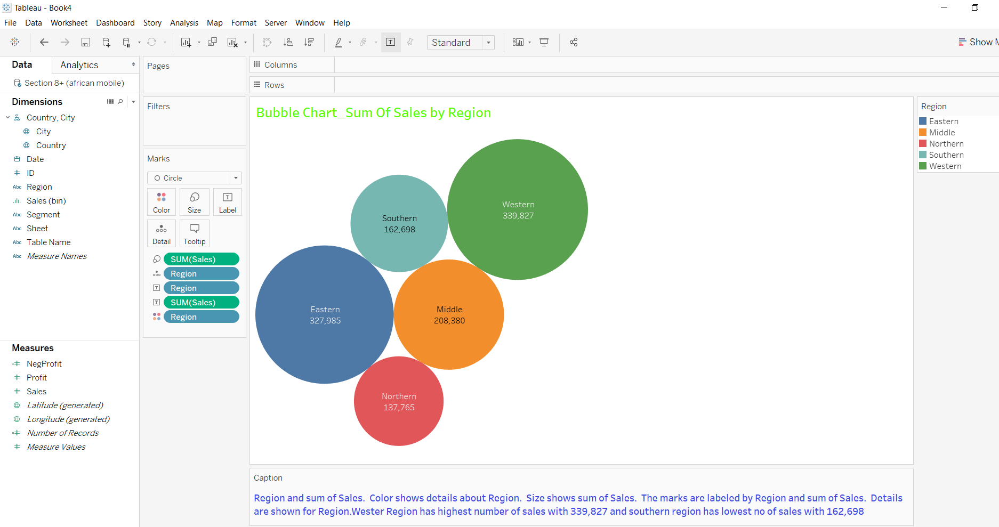 Tableau - Book4
File Data Worksheet Dashboard Story Analysis Map Format Server Window Help
Standard
Show M
Data
Analytics
Section 8+ (african mobile)
Dimensions
Country, City
City
Country
Date
ID
Abc Region
Sales (bin)
Abc Segment
Abc Sheet
Abc Table Name
Abc Measure Names
Measures
NegProfit
Profit
Sales
Latitude (generated)
Longitude (generated)
Number of Records
Measure Values
Pages
Filters
Marks
Circle
Color
Size
T
Label
Detail
Tooltip
SUM(Sales)
Region
T Region
T SUM(Sales)
Region
Columns
Rows
Bubble Chart_Sum Of Sales by Region
Western
339,827
Southern
162,698
Eastern
327,985
Middle
208,380
Northern
137,765
Region
Eastern
Middle
Northern
Southern
Western
Caption
Region and sum of Sales.  Color shows details about Region.  Size shows sum of Sales.  The marks are labeled by Region and sum of Sales.  Details
are shown for Region.Wester Region has highest number of sales with 339,827 and southern region has lowest no of sales with 162,698